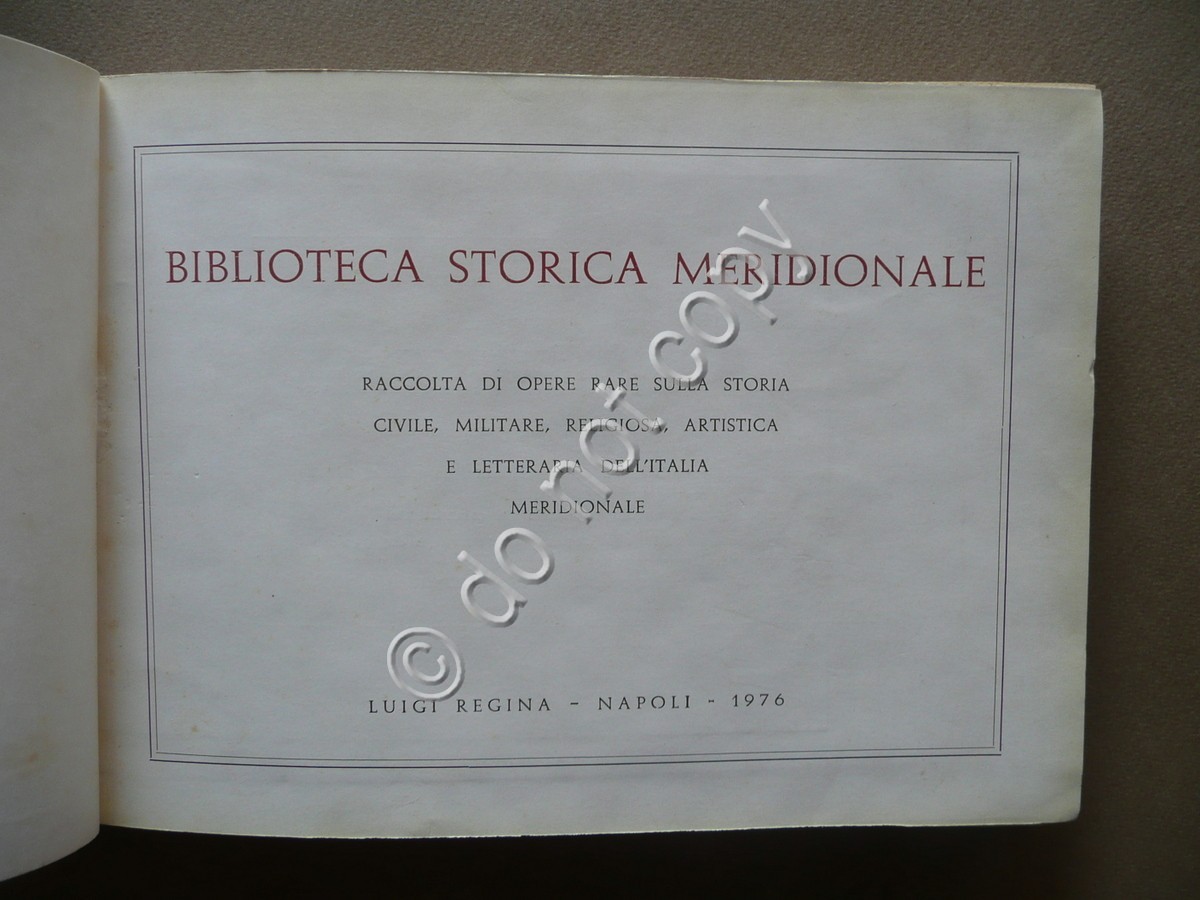 BIBLIOTECA STORICA MERIDIONALE
RACCOLTA DI OPERE RARE SULLA STORIA
CIVILE, MILITARE, RELIGIOSA, ARTISTICA
E LETTERARIA DELL'ITALIA
MERIDIONALE
LUIGI REGINA - NAPOLI - 1976
© do not copy